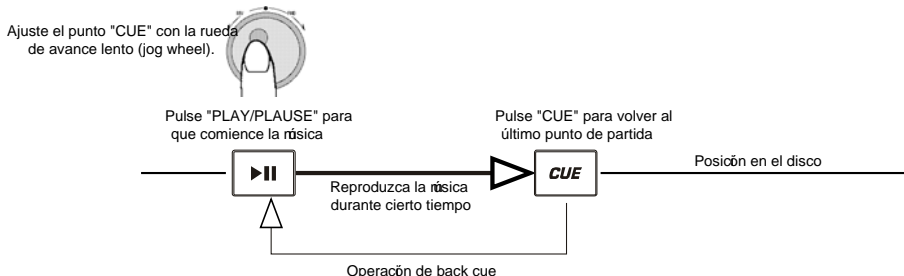 Ajuste el punto "CUE" con la rueda
de avance lento (jog wheel).
Pulse "PLAY/PLAUSE" para
que comience la música
Pulse "CUE" para volver al
último punto de partida
CUE
Posición en el disco
Reproduzca la música
durante cierto tiempo
Operación de back cue